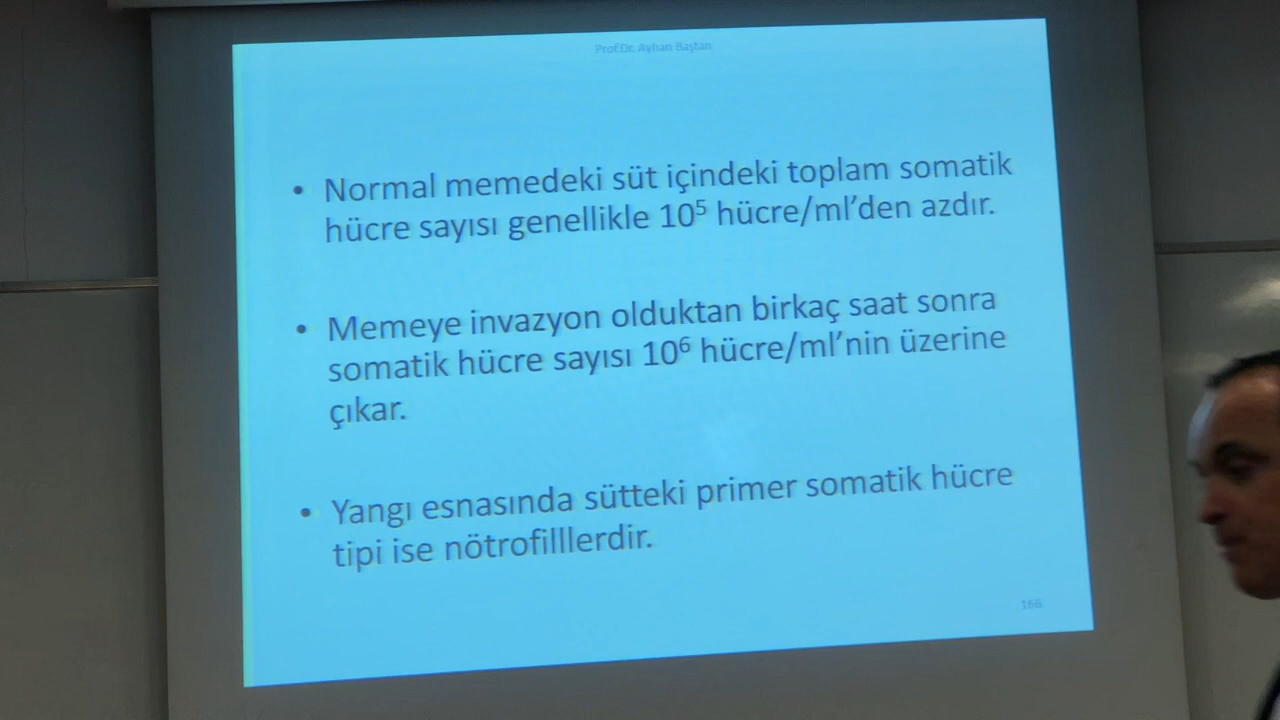 Prof.Dr. Ayhan Baştan
• Normal memedeki süt içindeki toplam somatik
hücre sayısı genellikle 10⁵ hücre/ml’den azdır.
• Memeye invazyon olduktan birkaç saat sonra
somatik hücre sayısı 10⁶ hücre/ml’nin üzerine
çıkar.
• Yangı esnasında sütteki primer somatik hücre
tipi ise nötrofilllerdir.
166